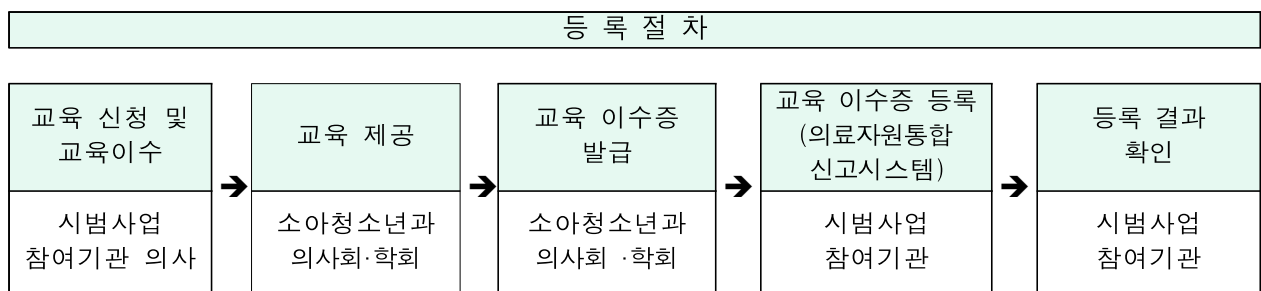 등 록 절 차
교육 신청 및
교육이수
시범사업
참여기관 의사
➔
교육 제공
소아청소년과
의사회·학회
➔
교육 이수증
발급
소아청소년과
의사회 ·학회
➔
교육 이수증 등록
(의료자원통합
신고시스템)
시범사업
참여기관
➔
등록 결과
확인
시범사업
참여기관